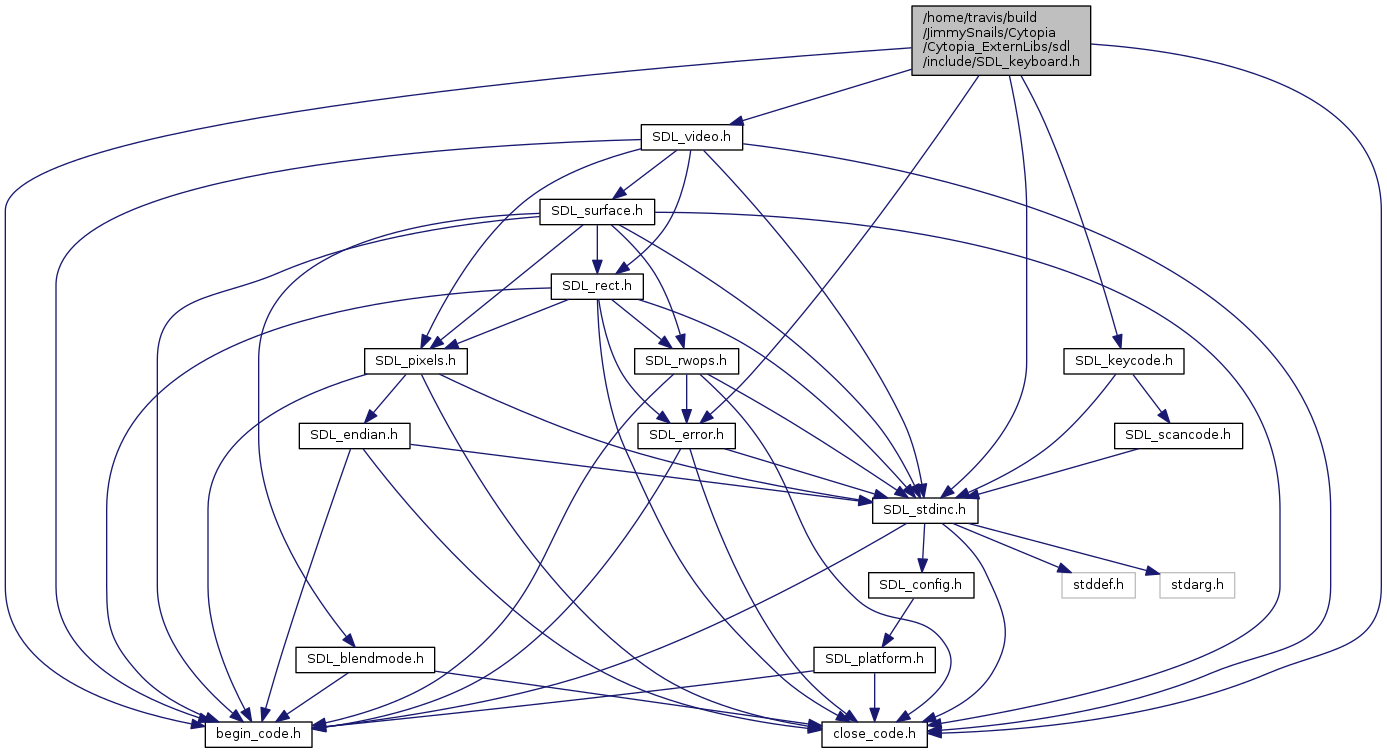 /home/travis/build
/JimmySnails/Cytopia
/Cytopia_ExternLibs/sdl
/include/SDL_keyboard.h
SDL_video.h
SDL_surface.h
SDL_rect.h
SDL_pixels.h
SDL_rwops.h
SDL_keycode.h
SDL_endian.h
SDL_error.h
SDL_scancode.h
SDL_stdinc.h
SDL_config.h
stddef.h
stdarg.h
SDL_blendmode.h
SDL_platform.h
begin_code.h
close_code.h